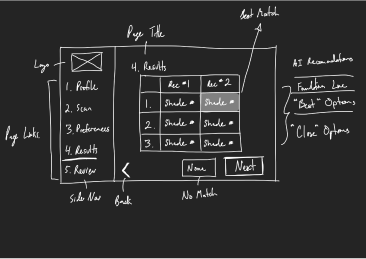 Best Match
Page Title
Logo
4. Results
AI Recommendations
Rec #1 Rec #2
Foundation Line
1. Profile
1. Shade # Shade #
"Best" Options
2. Scan
2. Shade # Shade #
"Close" Options
3. Preferences
3. Shade # Shade #
Page Links
4. Results
5. Review
<
None
Next
Side Nav
Back
No Match